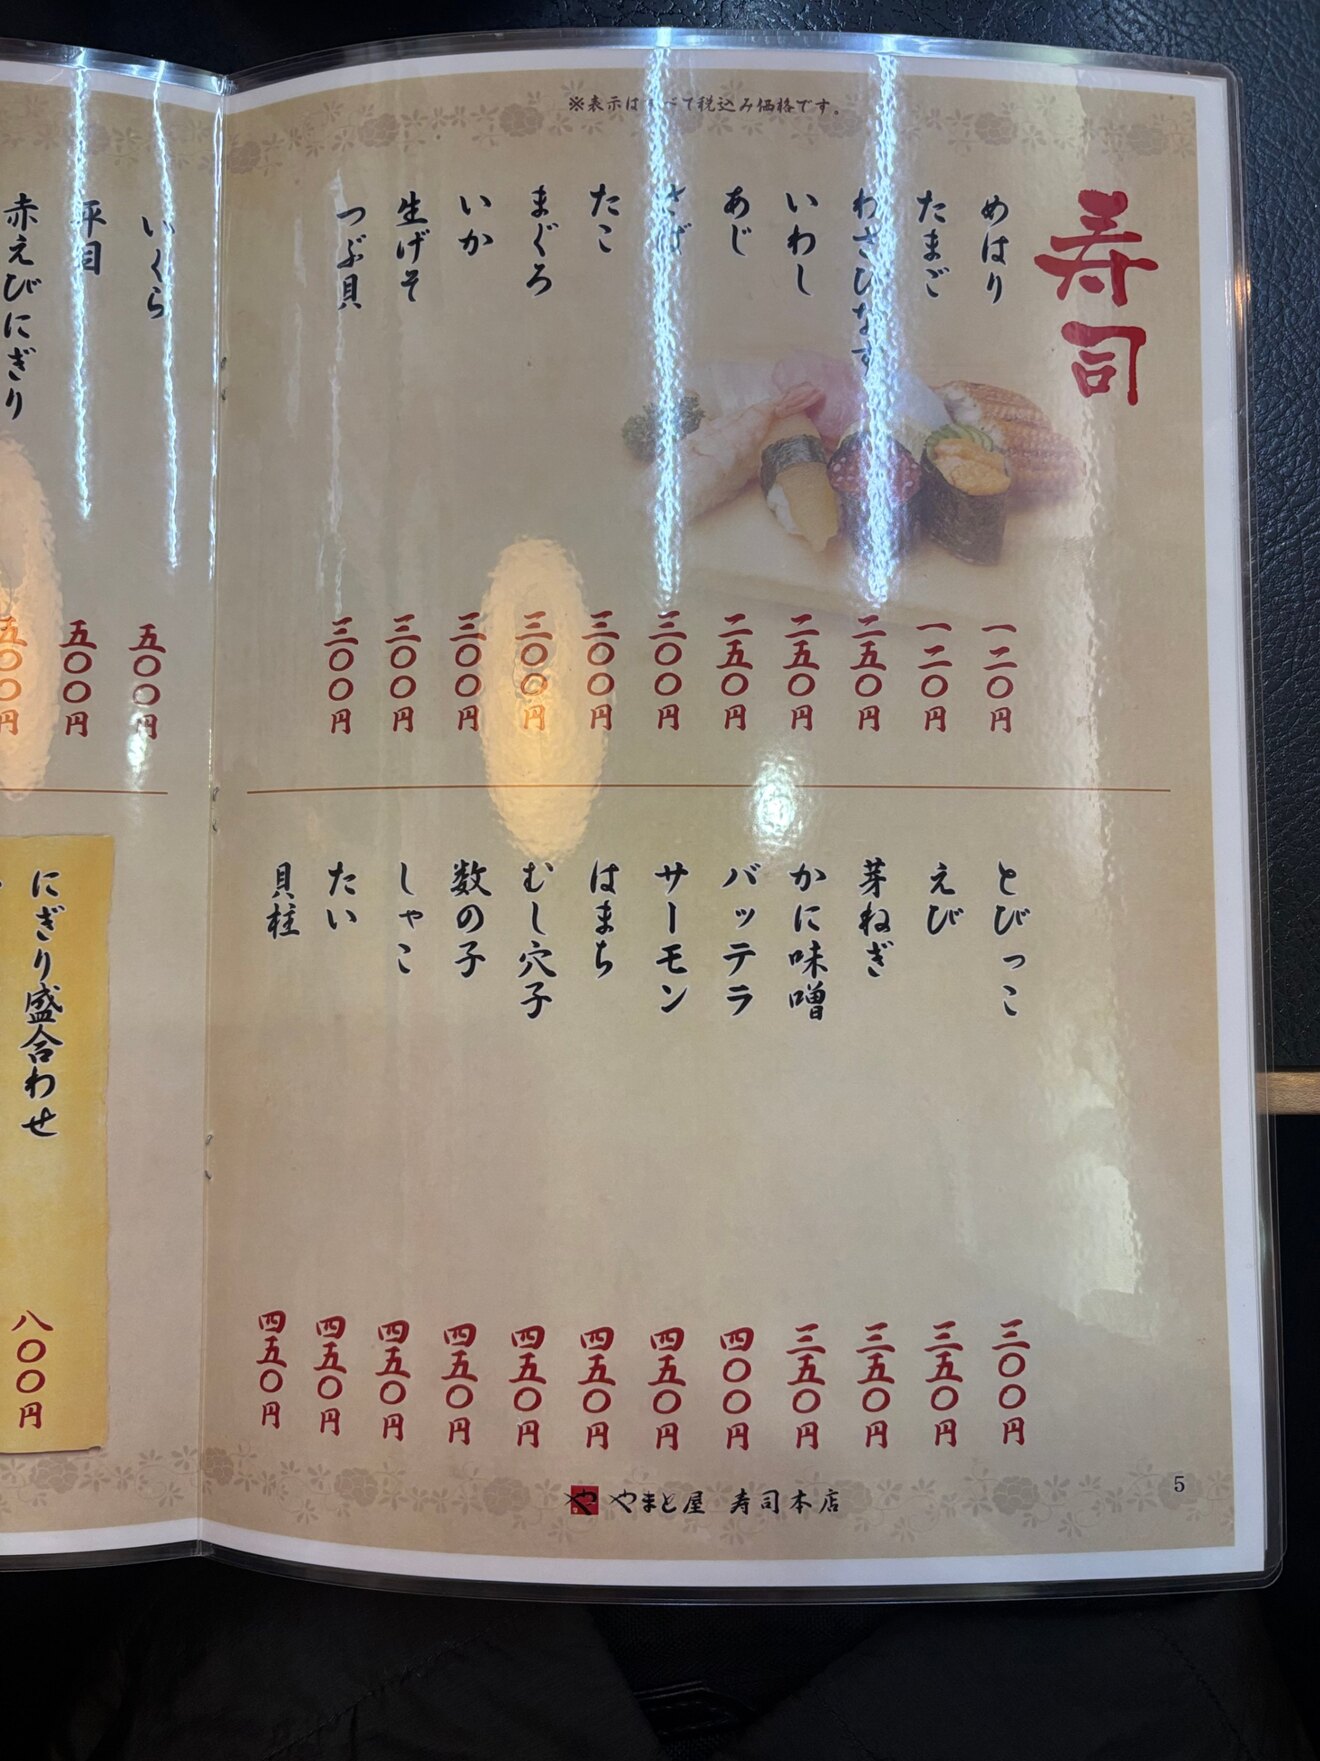 ※表示はすべて税込み価格です。
寿司
めはり 一二〇円
たまご 一二〇円
わさびなす 二五〇円
いわし 二五〇円
あじ 二五〇円
三〇〇円
たこ 三〇〇円
まぐろ 三〇〇円
いか 三〇〇円
生げそ 三〇〇円
つぶ貝 三〇〇円
とびっこ 三〇〇円
えび 三五〇円
芽ねぎ 三五〇円
かに味噌 三五〇円
バッテラ 四〇〇円
サーモン 四五〇円
はまち 四五〇円
むし穴子 四五〇円
数の子 四五〇円
しゃこ 四五〇円
たい 四五〇円
貝柱 四五〇円
や やまと屋 寿司本店
5
いくら 五〇〇円
平目 五〇〇円
赤えびにぎり 五〇〇円
にぎり盛合わせ
八〇〇円